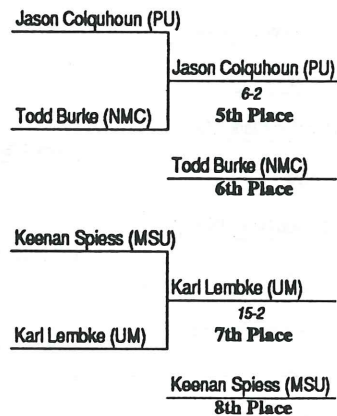 Jason Colquhoun (PU)
Jason Colquhoun (PU)
6-2
Todd Burke (NMC)
5th Place
Todd Burke (NMC)
6th Place
Keenan Spiess (MSU)
Karl Lembke (UM)
15-2
Karl Lembke (UM)
7th Place
Keenan Spiess (MSU)
8th Place